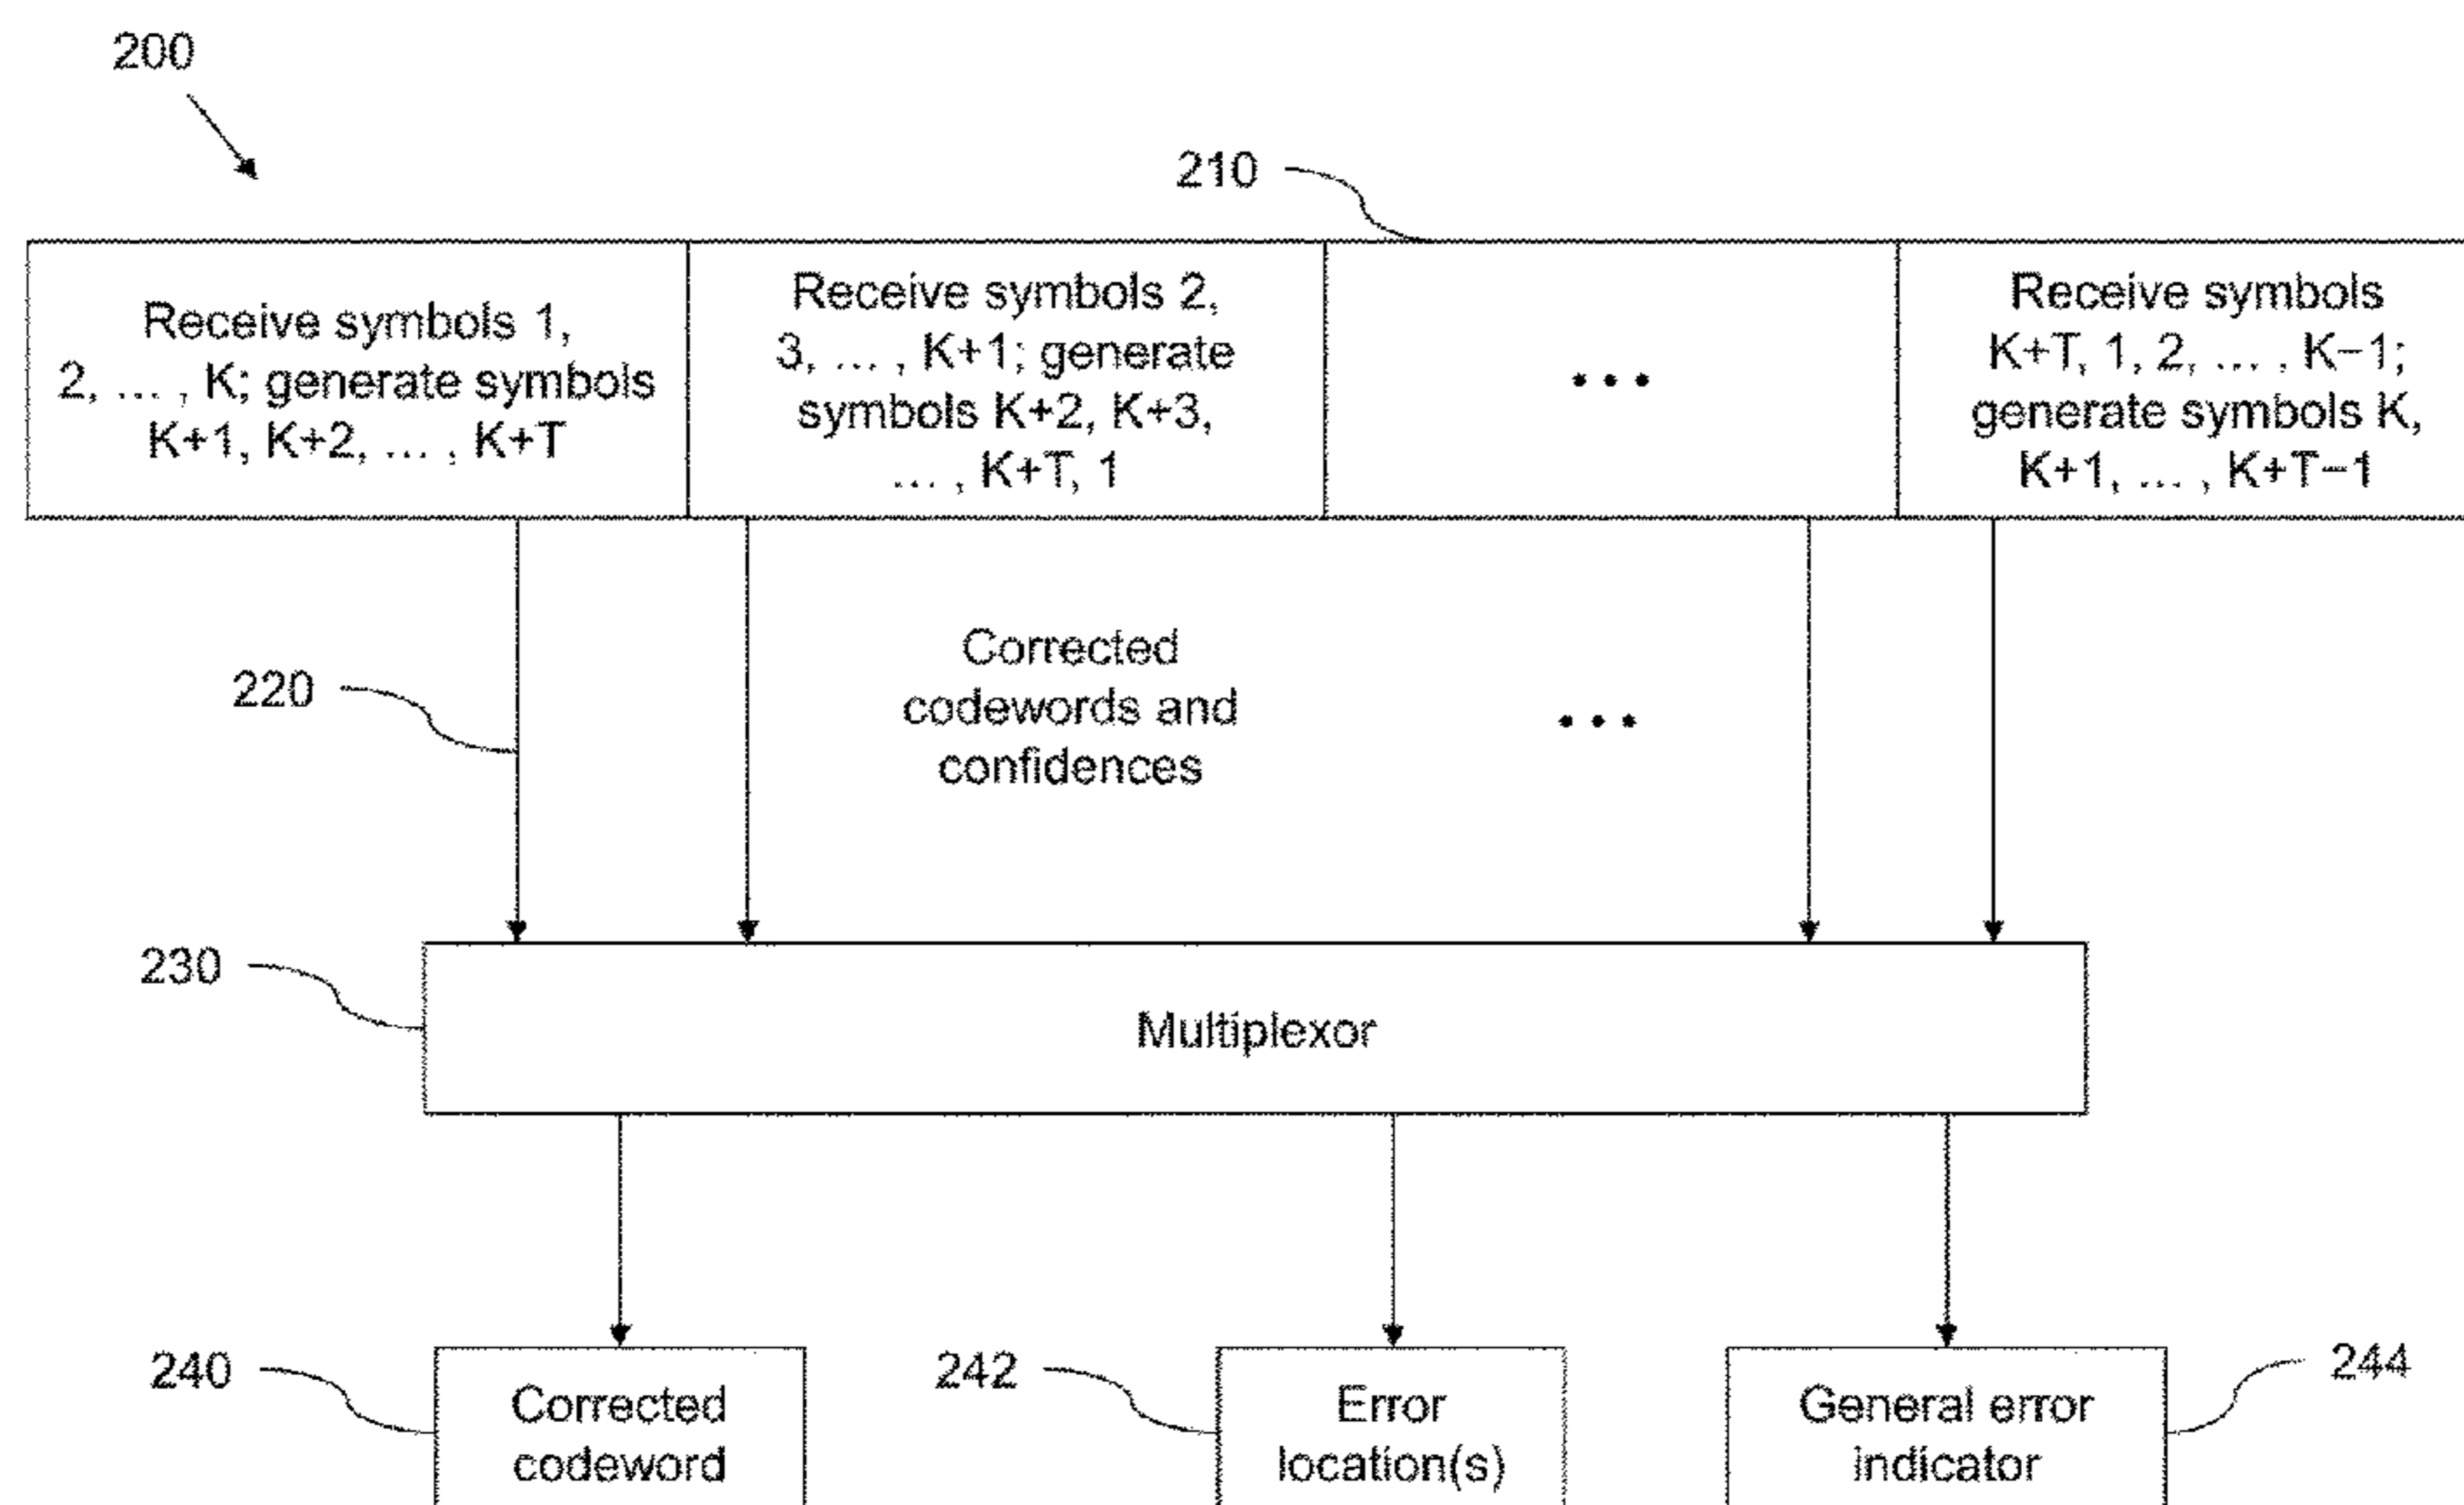 200
210
Receive symbols 1,
2, ... , K; generate symbols
K+1, K+2, ... , K+T
Receive symbols 2,
3, ... , K+1; generate
symbols K+2, K+3,
... , K+T, 1
• • •
Receive symbols
K+T, 1, 2, ... , K−1;
generate symbols K,
K+1, ... , K+T−1
220
Corrected
codewords and
confidences
• • •
230
Multiplexor
240
Corrected
codeword
242
Error
location(s)
General error
indicator
244